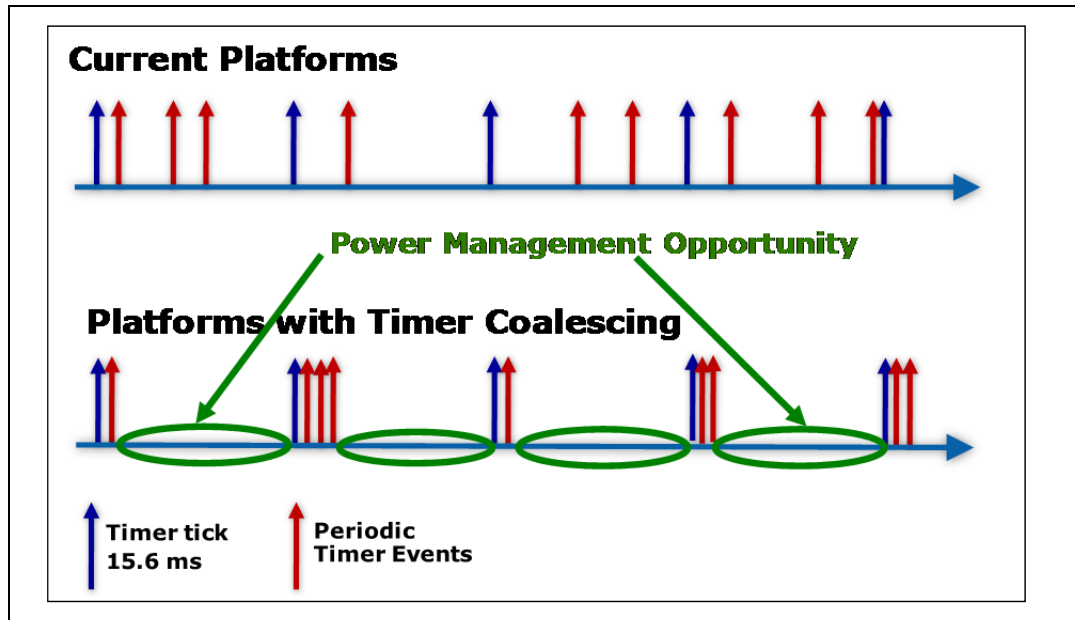 Current Platforms
Power Management Opportunity
Platforms with Timer Coalescing
Timer tick
15.6 ms
Periodic
Timer Events